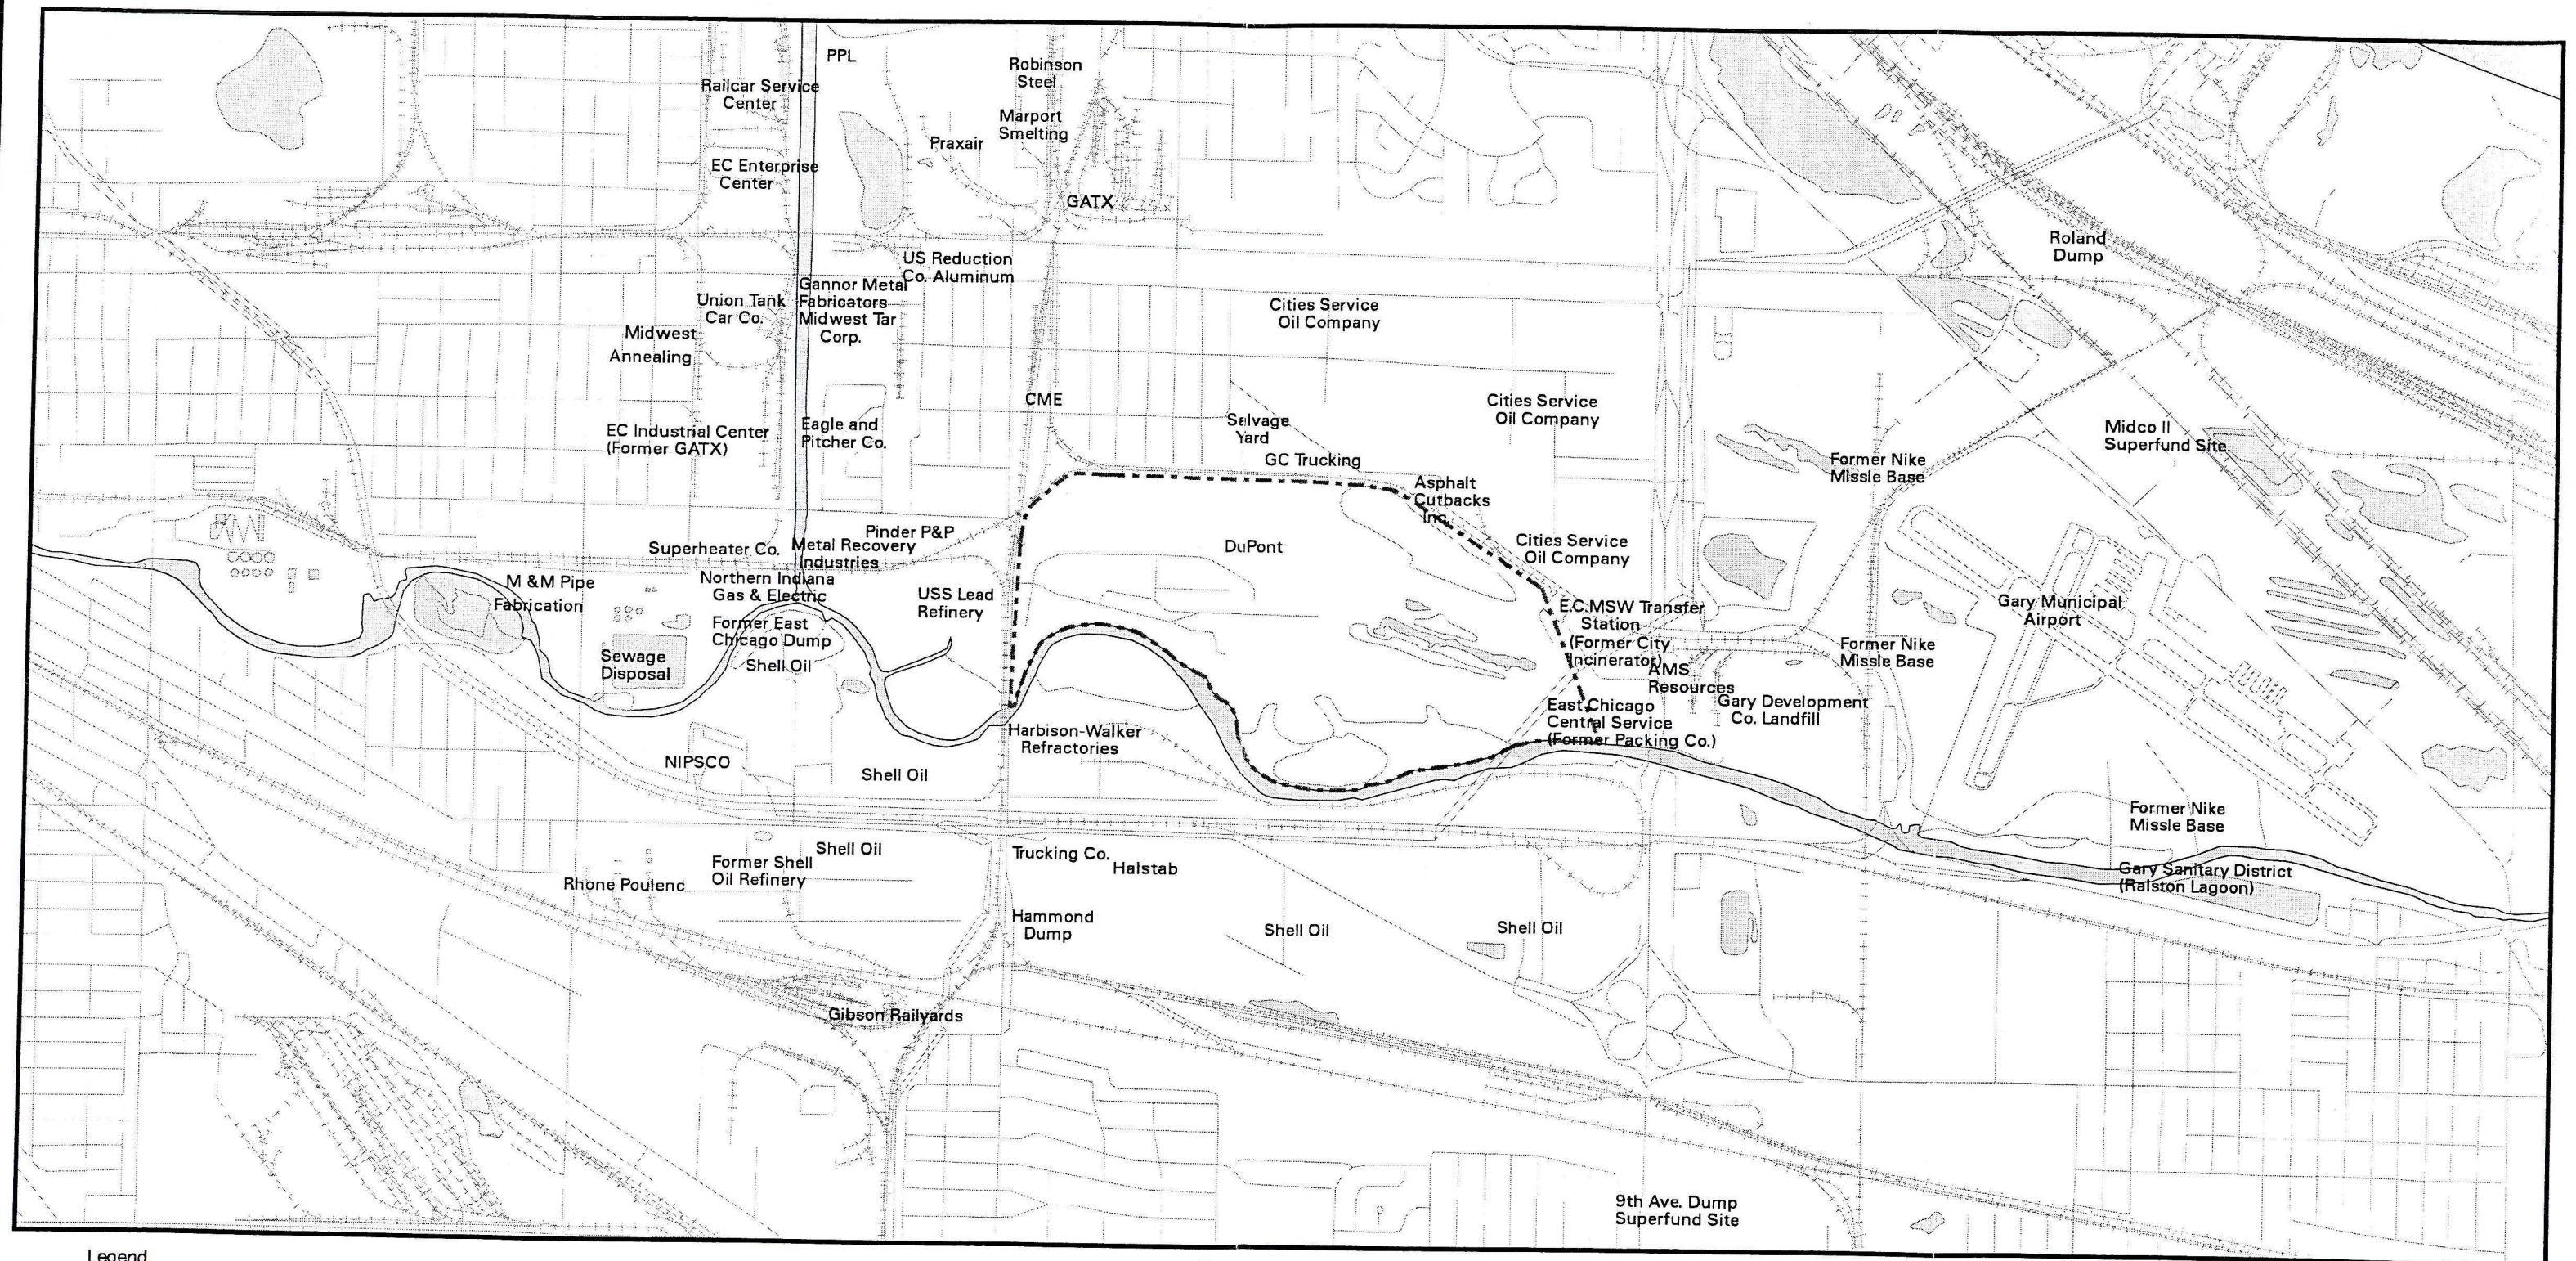 PPL
Railcar Service
Center
Robinson
Steel
Marport
Smelting
Praxair
EC Enterprise
Center
GATX
Roland
Dump
US Reduction
Co. Aluminum
Gannor Metal
Fabricators
Midwest Tar
Corp.
Union Tank
Car Co.
Midwest
Annealing
Cities Service
Oil Company
CME
Cities Service
Oil Company
Salvage
Yard
GC Trucking
EC Industrial Center
(Former GATX)
Eagle and
Pitcher Co.
Midco II
Superfund Site
Former Nike
Missle Base
Asphalt
Cutbacks
Inc.
Pinder P&P
Superheater Co.
Metal Recovery
Industries
DuPont
Cities Service
Oil Company
M &M Pipe
Fabrication
Northern Indiana
Gas & Electric
USS Lead
Refinery
Former East
Chicago Dump
Shell Oil
Sewage
Disposal
E.C.MSW Transfer
Station
(Former City
Incinerator)
AMS
Resources
Gary Municipal
Airport
Former Nike
Missle Base
Gary Development
Co. Landfill
East Chicago
Central Service
(Former Packing Co.)
Harbison-Walker
Refractories
NIPSCO
Shell Oil
Former Nike
Missle Base
Gary Sanitary District
(Ralston Lagoon)
Shell Oil
Former Shell
Oil Refinery
Rhone Poulenc
Trucking Co.
Halstab
Hammond
Dump
Shell Oil
Shell Oil
Gibson Railyards
9th Ave. Dump
Superfund Site
Legend